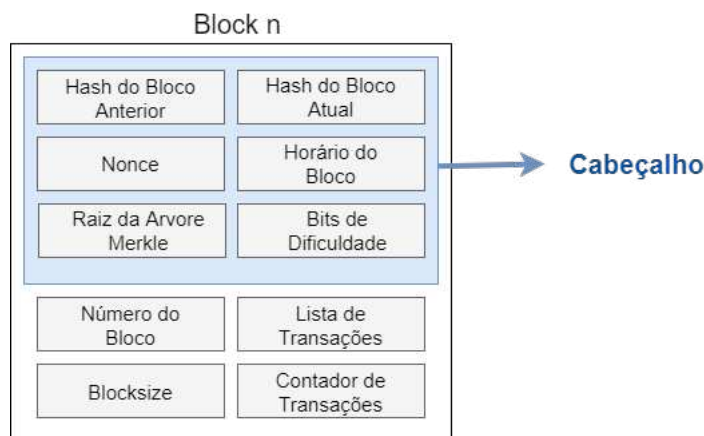 Block n
Hash do Bloco
Anterior
Hash do Bloco
Atual
Nonce
Horário do
Bloco
Cabeçalho
Raiz da Arvore
Merkle
Bits de
Dificuldade
Número do
Bloco
Lista de
Transações
Blocksize
Contador de
Transações